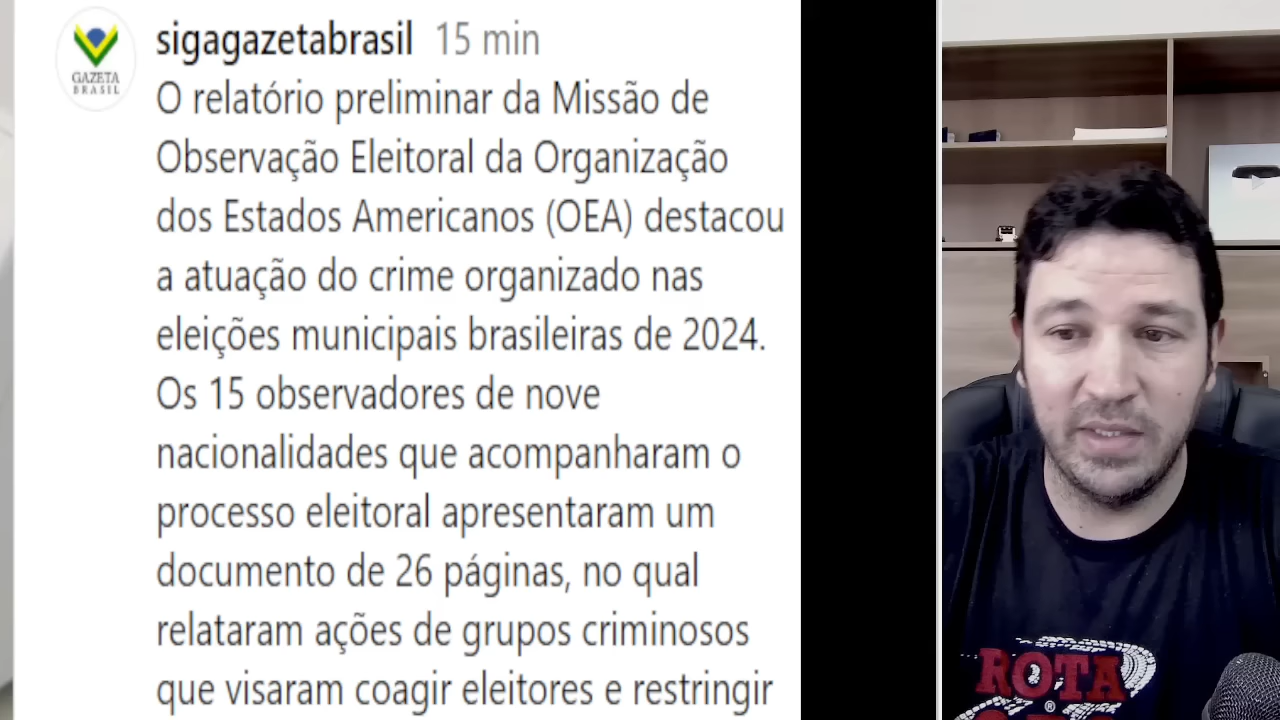 sigagazetabrasil 15 min
GAZETA
BRASIL
O relatório preliminar da Missão de
Observação Eleitoral da Organização
dos Estados Americanos (OEA) destacou
a atuação do crime organizado nas
eleições municipais brasileiras de 2024.
Os 15 observadores de nove
nacionalidades que acompanharam o
processo eleitoral apresentaram um
documento de 26 páginas, no qual
relataram ações de grupos criminosos
que visaram coagir eleitores e restringir
ROTA
®